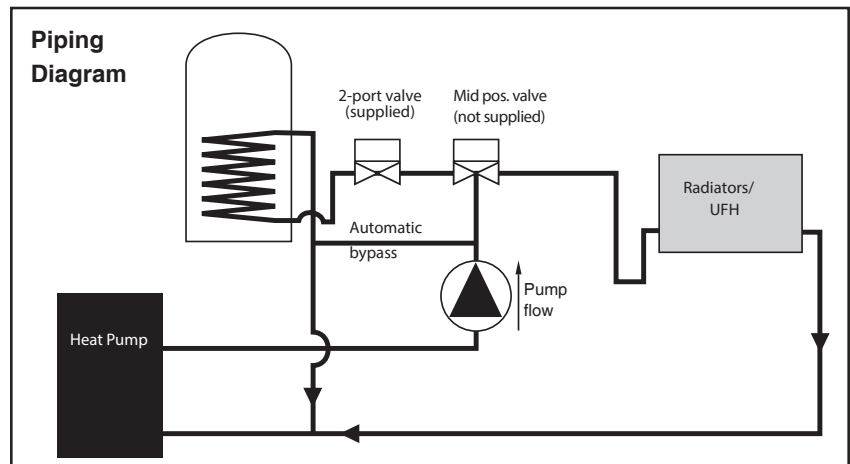 Piping
Diagram
2-port valve
(supplied)
Mid pos. valve
(not supplied)
Radiators/
UFH
Automatic
bypass
Pump
flow
Heat Pump